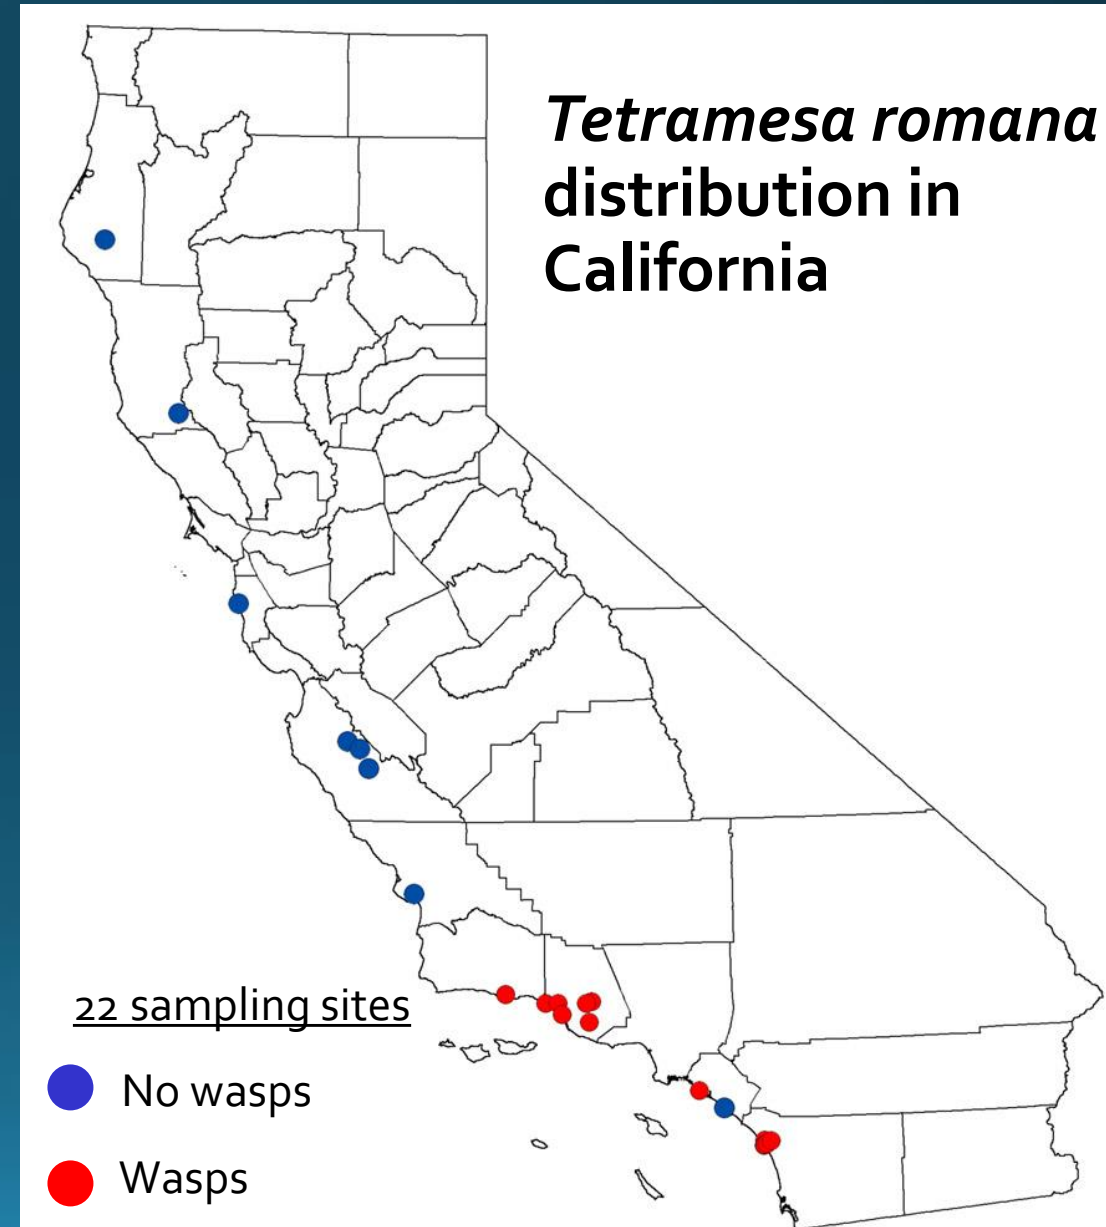 Tetramesa romana
distribution in
California
22 sampling sites
No wasps
Wasps